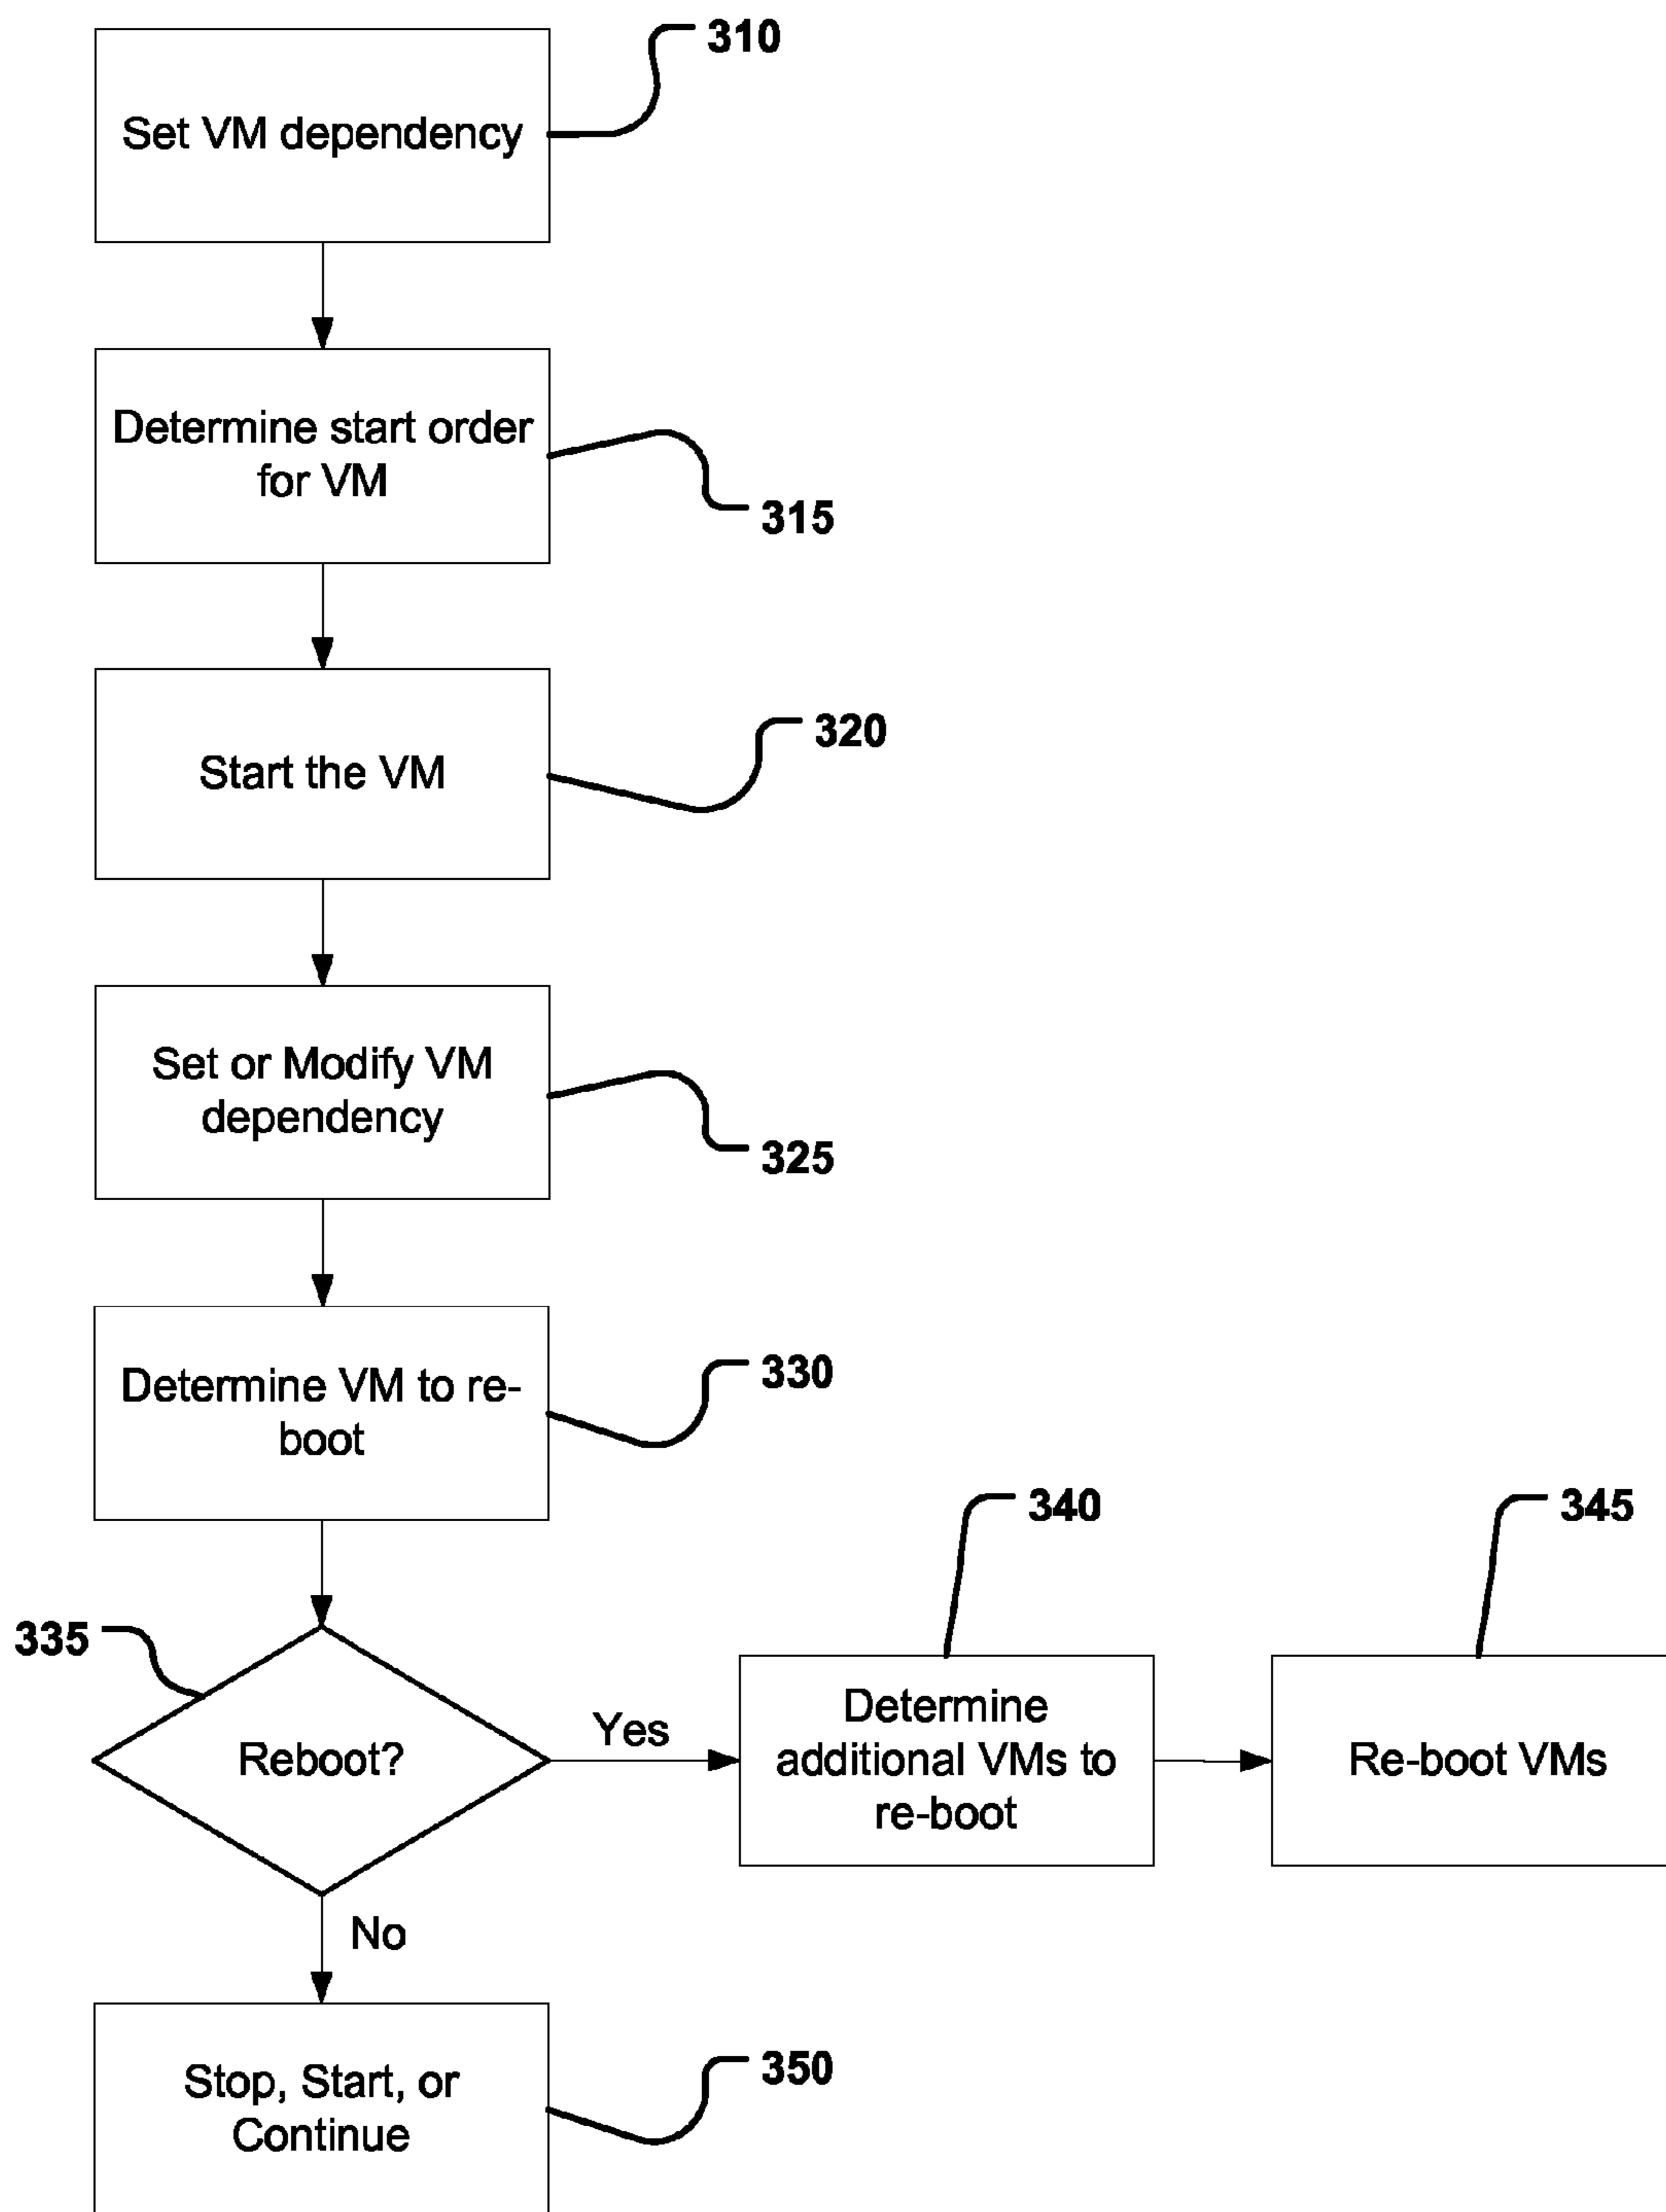 310
Set VM dependency
Determine start order
for VM
315
320
Start the VM
Set or Modify VM
dependency
325
330
Determine VM to re-
boot
340
345
335
Reboot?
Yes
Determine
additional VMs to
re-boot
Re-boot VMs
No
350
Stop, Start, or
Continue